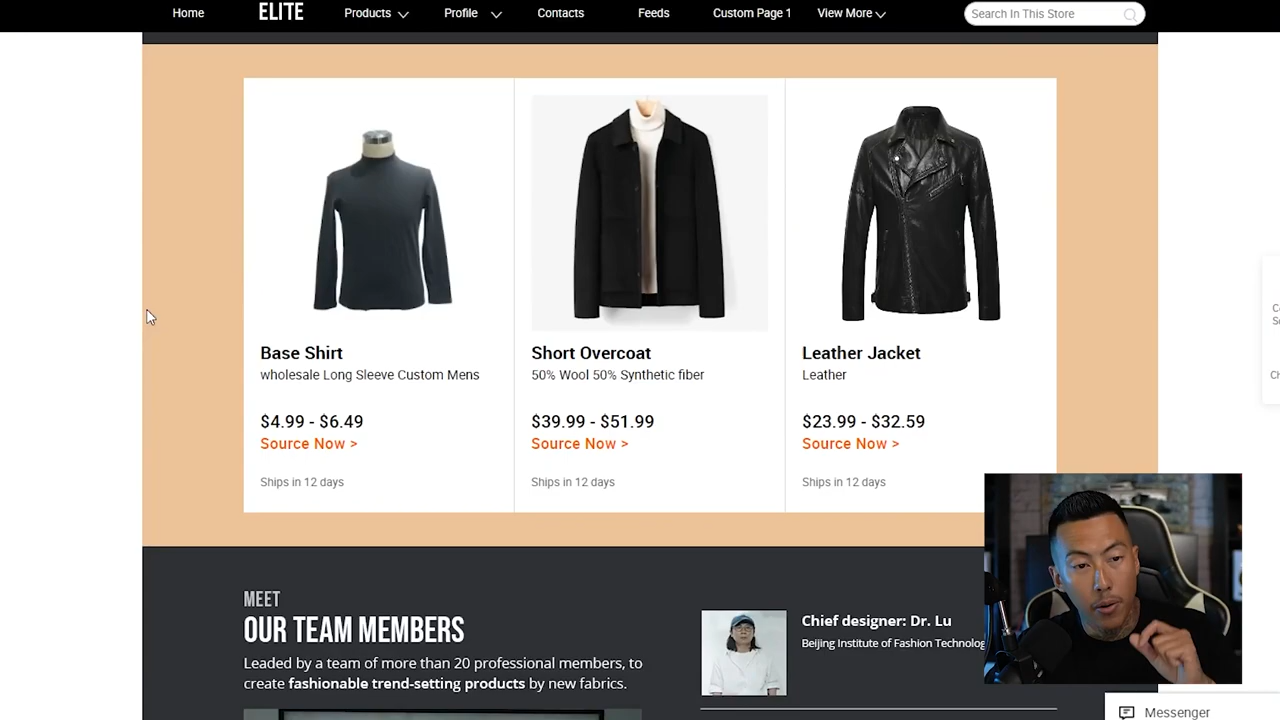 Home
ELITE
Products
Profile
Contacts
Feeds
Custom Page 1
View More
Search In This Store
Base Shirt
wholesale Long Sleeve Custom Mens
$4.99 - $6.49
Source Now >
Ships in 12 days
Short Overcoat
50% Wool 50% Synthetic fiber
$39.99 - $51.99
Source Now >
Ships in 12 days
Leather Jacket
Leather
$23.99 - $32.59
Source Now >
Ships in 12 days
MEET
OUR TEAM MEMBERS
Leaded by a team of more than 20 professional members, to
create fashionable trend-setting products by new fabrics.
Chief designer: Dr. Lu
Beijing Institute of Fashion
Messenger